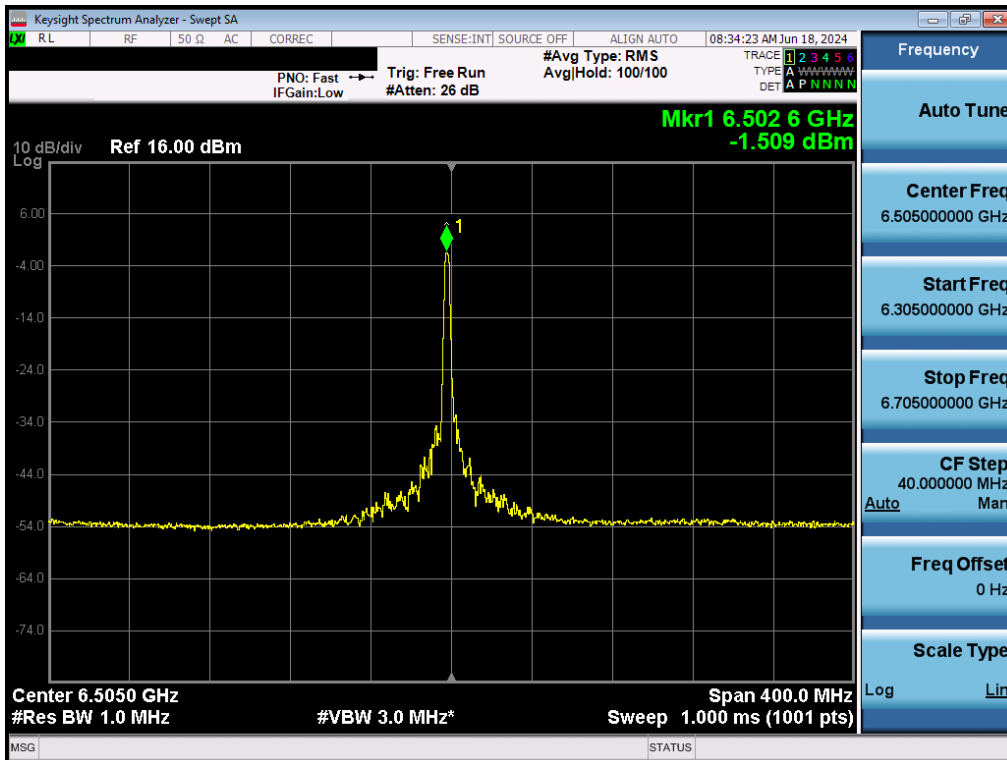 Keysight Spectrum Analyzer - Swept SA
LXI RL RF 50 Ω AC CORREC SENSE:INT SOURCE OFF ALIGN AUTO 08:34:23 AM Jun 18, 2024
PNO: Fast
IFGain:Low
Trig: Free Run
#Atten: 26 dB
#Avg Type: RMS
Avg|Hold: 100/100
TRACE 1 2 3 4 5 6
TYPE A WWWWW
DET A P N N N N
Mkr1 6.502 6 GHz
-1.509 dBm
10 dB/div Ref 16.00 dBm
Log
1
6.00
-4.00
-14.0
-24.0
-34.0
-44.0
-54.0
-64.0
-74.0
Center 6.5050 GHz Span 400.0 MHz
#Res BW 1.0 MHz #VBW 3.0 MHz* Sweep 1.000 ms (1001 pts)
MSG STATUS
Frequency
Auto Tune
Center Freq
6.505000000 GHz
Start Freq
6.305000000 GHz
Stop Freq
6.705000000 GHz
CF Step
40.000000 MHz
Auto Man
Freq Offset
0 Hz
Scale Type
Log Lin